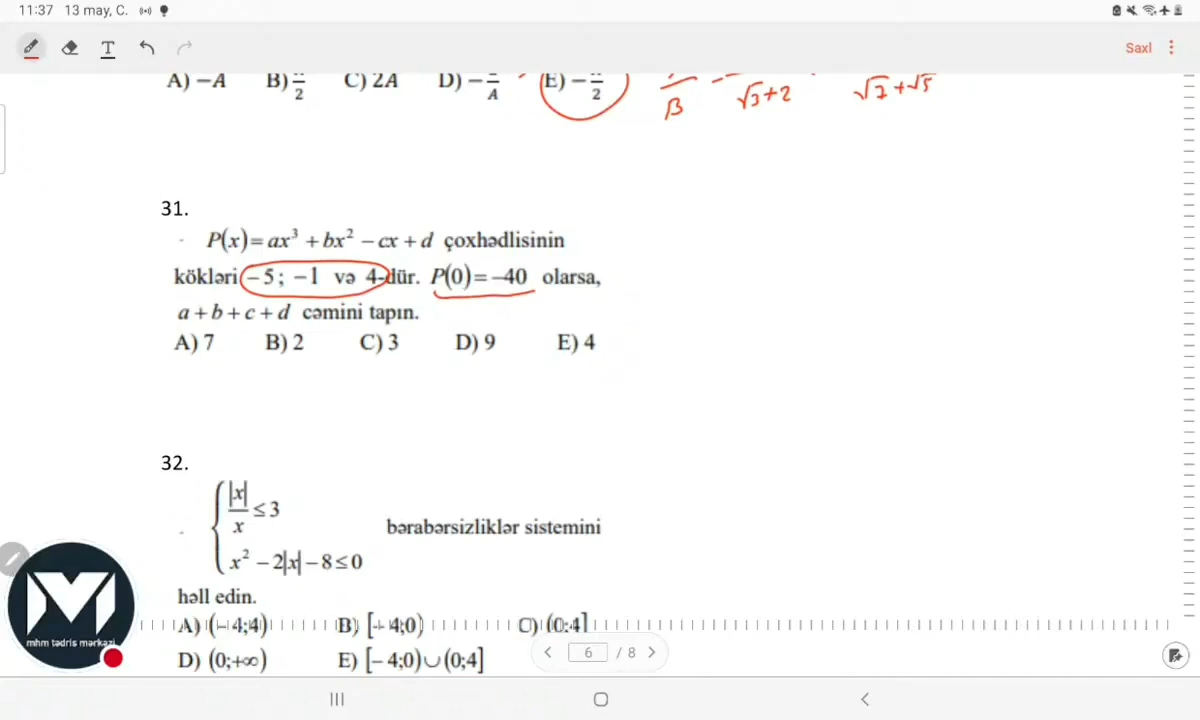 11:37 13 may, C.
Saxl
A) −A B) 2 C) 2A D) − A E) − 2
β √3+2 √7+√5
31.
P(x)= ax³ + bx² − cx + d çoxhədlisinin
kökləri −5; −1 və 4-dür. P(0)= −40 olarsa,
a + b + c + d cəmini tapın.
A) 7 B) 2 C) 3 D) 9 E) 4
32.
|x|/x ≤ 3
bərabərsizliklər sistemini
x² − 2|x| − 8 ≤ 0
həll edin.
A) (− 4;4) B) [− 4;0) C) (0;4]
D) (0;+∞) E) [− 4;0)∪(0;4]
mhm tədris mərkəzi
6 / 8